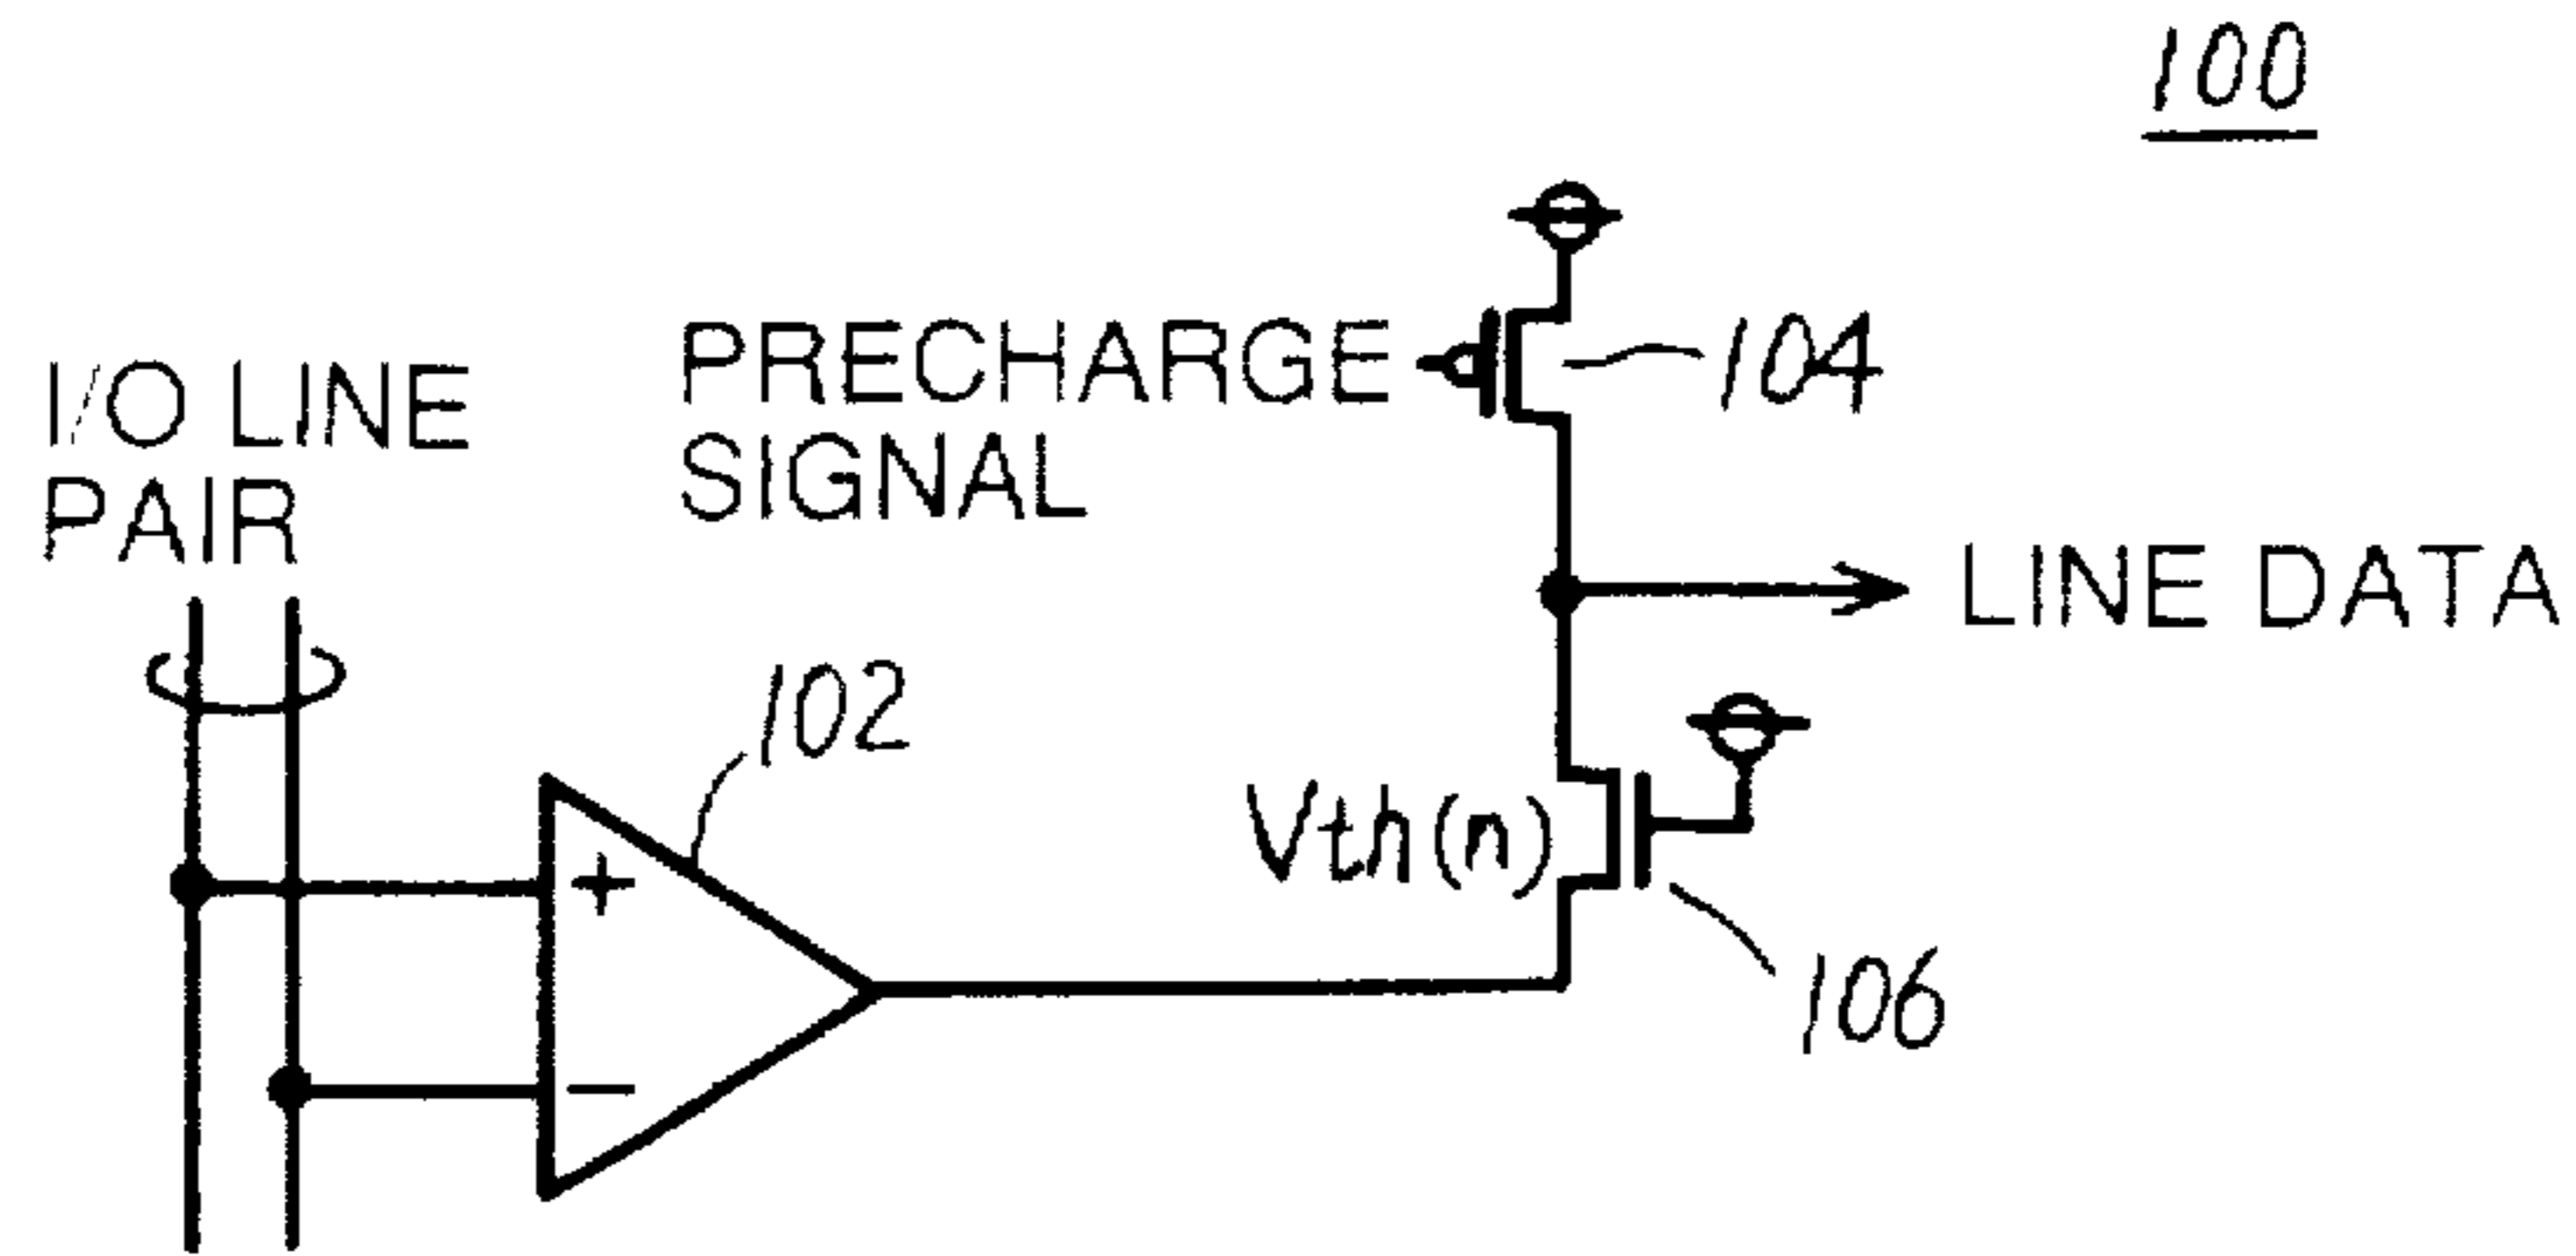 100
I/O LINE
PAIR
PRECHARGE
SIGNAL
104
LINE DATA
102
Vth(n)
106
+
−